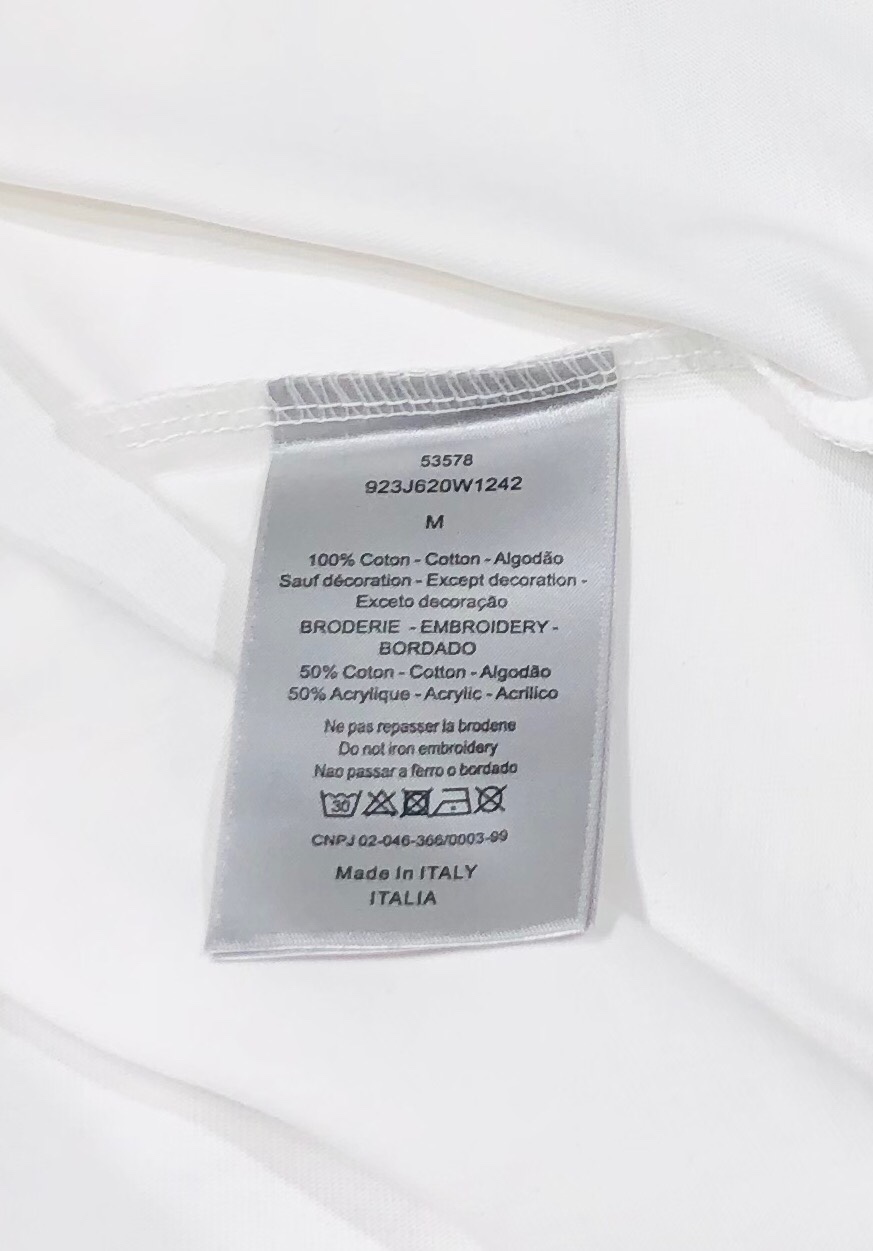 53578
923J620W1242
M
100% Coton - Cotton - Algodão
Sauf décoration - Except decoration -
Exceto decoração
BRODERIE - EMBROIDERY -
BORDADO
50% Coton - Cotton - Algodão
50% Acrylique - Acrylic - Acrílico
Ne pas repasser la brodene
Do not iron embroidery
Nao passar a ferro o bordado
30
CNPJ 02-046-366/0003-99
Made In ITALY
ITALIA